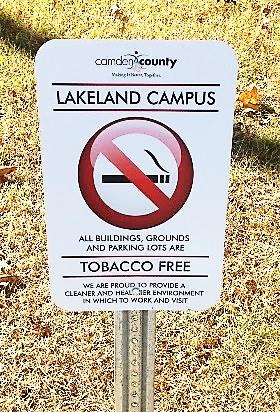 camden county
Making It Better, Together.
LAKELAND CAMPUS
ALL BUILDINGS, GROUNDS
AND PARKING LOTS ARE
TOBACCO FREE
WE ARE PROUD TO PROVIDE A
CLEANER AND HEALTHIER ENVIRONMENT
IN WHICH TO WORK AND VISIT